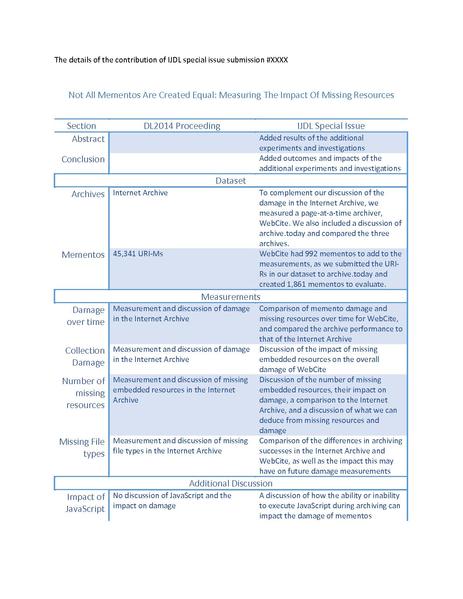 The details of the contribution of IJDL special issue submission #XXXX
Not All Mementos Are Created Equal: Measuring The Impact Of Missing Resources
Section DL2014 Proceeding IJDL Special Issue
Abstract Added results of the additional
experiments and investigations
Conclusion Added outcomes and impacts of the
additional experiments and investigations
Dataset
Archives Internet Archive To complement our discussion of the
damage in the Internet Archive, we
measured a page-at-a-time archiver,
WebCite. We also included a discussion of
archive.today and compared the three
archives.
Mementos 45,341 URI-Ms WebCite had 992 mementos to add to the
measurements, as we submitted the URI-
Rs in our dataset to archive.today and
created 1,861 mementos to evaluate.
Measurements
Damage Measurement and discussion of damage Comparison of memento damage and
over time in the Internet Archive missing resources over time for WebCite,
and compared the archive performance to
that of the Internet Archive
Collection Measurement and discussion of damage Discussion of the impact of missing
Damage in the Internet Archive embedded resources on the overall
damage of WebCite
Number of Measurement and discussion of missing Discussion of the number of missing
missing embedded resources in the Internet embedded resources, their impact on
resources Archive damage, a comparison to the Internet
Archive, and a discussion of what we can
deduce from missing resources and
damage
Missing File Measurement and discussion of missing Comparison of the differences in archiving
types file types in the Internet Archive successes in the Internet Archive and
WebCite, as well as the impact this may
have on future damage measurements
Additional Discussion
Impact of No discussion of JavaScript and the A discussion of how the ability or inability
JavaScript impact on damage to execute JavaScript during archiving can
impact the damage of mementos